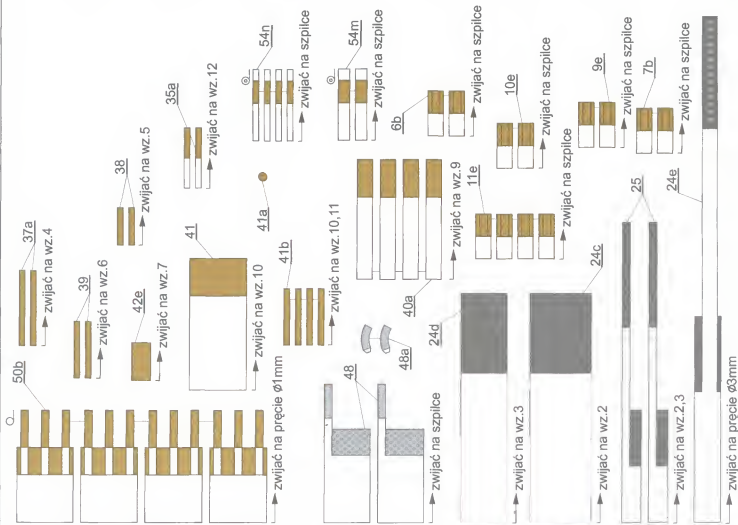 37a
zwijać na wz.4
38
zwijać na wz.5
39
zwijać na wz.6
42e
zwijać na wz.7
50b
zwijać na pręcie Ø1mm
35a
zwijać na wz.12
41
zwijać na wz.10
41a
41b
zwijać na wz.10,11
54n
zwijać na szpilce
54m
zwijać na szpilce
40a
zwijać na wz.9
48a
48
zwijać na szpilce
6b
zwijać na szpilce
10e
zwijać na szpilce
11e
zwijać na szpilce
9e
zwijać na szpilce
7b
zwijać na szpilce
24d
zwijać na wz.3
24c
zwijać na wz.2
25
zwijać na wz.2,3
24e
zwijać na pręcie Ø3mm